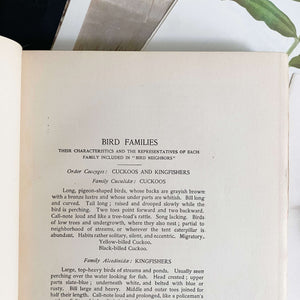 BIRD FAMILIES
THEIR CHARACTERISTICS AND THE REPRESENTATIVES OF EACH
FAMILY INCLUDED IN "BIRD NEIGHBORS"
Order Coccyges: CUCKOOS AND KINGFISHERS
Family Cuculidæ: CUCKOOS
Long, pigeon-shaped birds, whose backs are grayish brown
with a bronze lustre and whose under parts are whitish. Bill long
and curved. Tail long; raised and drooped slowly while the
bird is perching. Two toes point forward and two backward.
Call-note loud and like a tree-toad's rattle. Song lacking. Birds
of low trees and undergrowth, where they also nest; partial to
neighborhood of streams, or wherever the tent caterpillar is
abundant. Habits rather solitary, silent, and eccentric. Migratory.
Yellow-billed Cuckoo.
Black-billed Cuckoo.
Family Alcedinidæ: KINGFISHERS
Large, top-heavy birds of streams and ponds. Usually seen
perching over the water looking for fish. Head crested; upper
parts slate-blue; underneath white, and belted with blue or
rusty. Bill large and heavy. Middle and outer toes joined for
half their length. Call-note loud and prolonged, like a policeman's